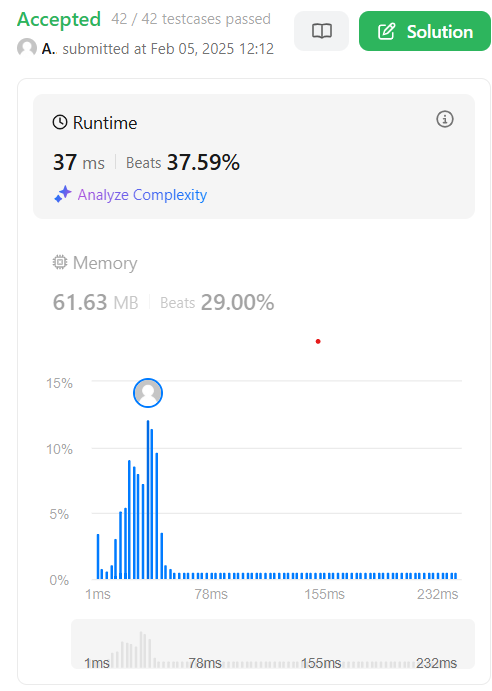 Accepted 42 / 42 testcases passed
A.. submitted at Feb 05, 2025 12:12
Solution
Runtime
37 ms Beats 37.59%
Analyze Complexity
Memory
61.63 MB Beats 29.00%
15%
10%
5%
0%
1ms 78ms 155ms 232ms
1ms 78ms 155ms 232ms